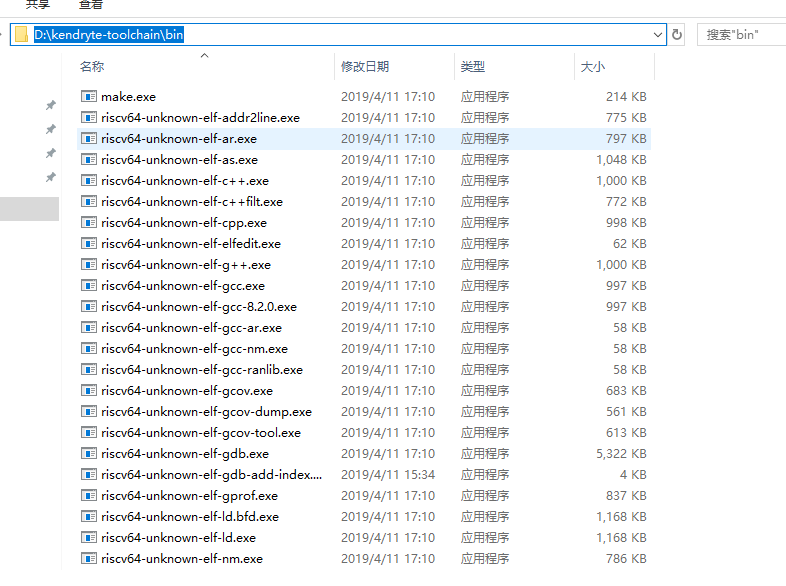 共享 查看
D:\kendryte-toolchain\bin 搜索"bin"
名称 修改日期 类型 大小
make.exe 2019/4/11 17:10 应用程序 214 KB
riscv64-unknown-elf-addr2line.exe 2019/4/11 17:10 应用程序 775 KB
riscv64-unknown-elf-ar.exe 2019/4/11 17:10 应用程序 797 KB
riscv64-unknown-elf-as.exe 2019/4/11 17:10 应用程序 1,048 KB
riscv64-unknown-elf-c++.exe 2019/4/11 17:10 应用程序 1,000 KB
riscv64-unknown-elf-c++filt.exe 2019/4/11 17:10 应用程序 772 KB
riscv64-unknown-elf-cpp.exe 2019/4/11 17:10 应用程序 998 KB
riscv64-unknown-elf-elfedit.exe 2019/4/11 17:10 应用程序 62 KB
riscv64-unknown-elf-g++.exe 2019/4/11 17:10 应用程序 1,000 KB
riscv64-unknown-elf-gcc.exe 2019/4/11 17:10 应用程序 997 KB
riscv64-unknown-elf-gcc-8.2.0.exe 2019/4/11 17:10 应用程序 997 KB
riscv64-unknown-elf-gcc-ar.exe 2019/4/11 17:10 应用程序 58 KB
riscv64-unknown-elf-gcc-nm.exe 2019/4/11 17:10 应用程序 58 KB
riscv64-unknown-elf-gcc-ranlib.exe 2019/4/11 17:10 应用程序 58 KB
riscv64-unknown-elf-gcov.exe 2019/4/11 17:10 应用程序 683 KB
riscv64-unknown-elf-gcov-dump.exe 2019/4/11 17:10 应用程序 561 KB
riscv64-unknown-elf-gcov-tool.exe 2019/4/11 17:10 应用程序 613 KB
riscv64-unknown-elf-gdb.exe 2019/4/11 17:10 应用程序 5,322 KB
riscv64-unknown-elf-gdb-add-index.... 2019/4/11 15:34 应用程序 4 KB
riscv64-unknown-elf-gprof.exe 2019/4/11 17:10 应用程序 837 KB
riscv64-unknown-elf-ld.bfd.exe 2019/4/11 17:10 应用程序 1,168 KB
riscv64-unknown-elf-ld.exe 2019/4/11 17:10 应用程序 1,168 KB
riscv64-unknown-elf-nm.exe 2019/4/11 17:10 应用程序 786 KB